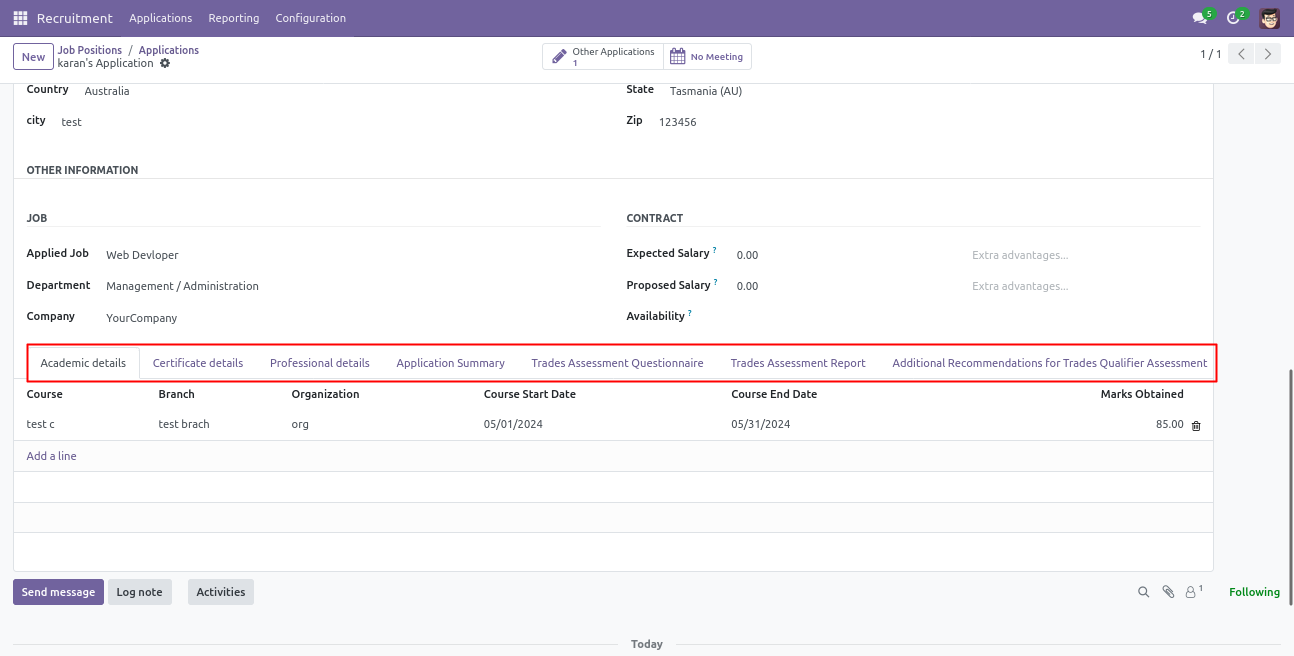 Recruitment Applications Reporting Configuration 5 2
New Job Positions / Applications
karan's Application
Other Applications
1
No Meeting
1 / 1
Country Australia State Tasmania (AU)
city test Zip 123456
OTHER INFORMATION
JOB CONTRACT
Applied Job Web Devloper Expected Salary ? 0.00 Extra advantages...
Department Management / Administration Proposed Salary ? 0.00 Extra advantages...
Company YourCompany Availability ?
Academic details Certificate details Professional details Application Summary Trades Assessment Questionnaire Trades Assessment Report Additional Recommendations for Trades Qualifier Assessment
Course Branch Organization Course Start Date Course End Date Marks Obtained
test c test brach org 05/01/2024 05/31/2024 85.00
Add a line
Send message Log note Activities 1 Following
Today